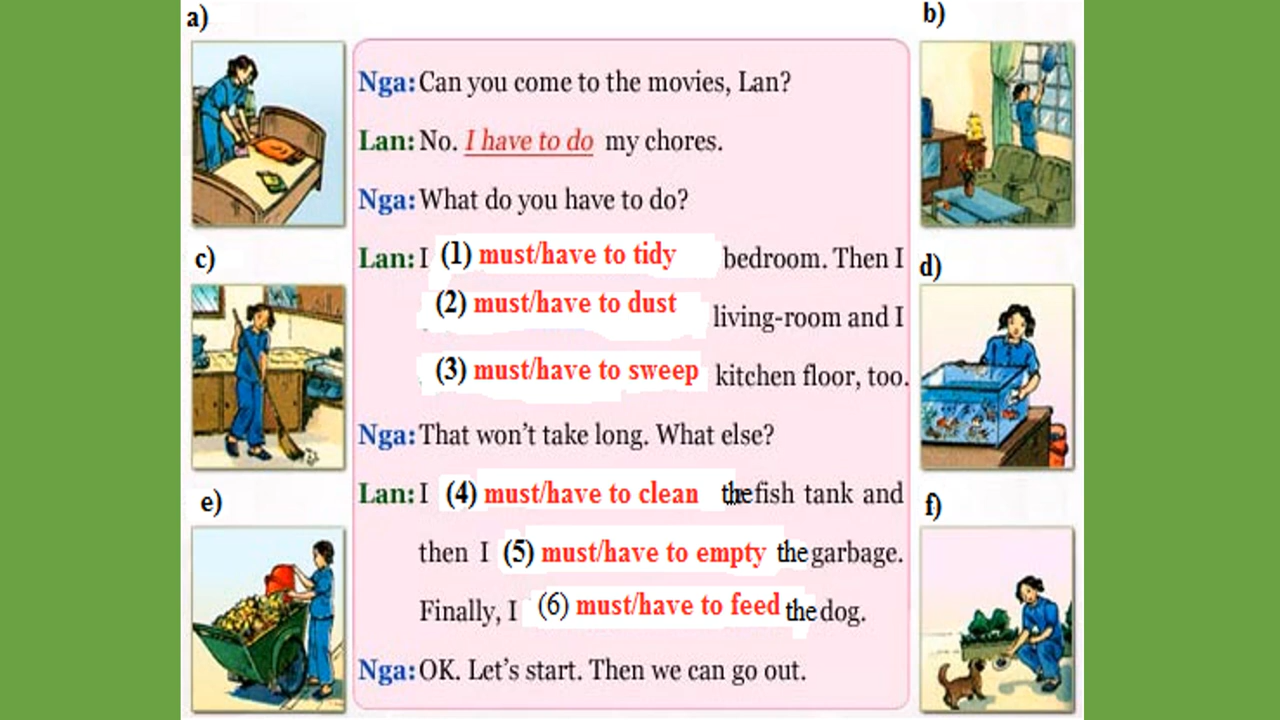 a)
b)
Nga: Can you come to the movies, Lan?
Lan: No. I have to do my chores.
Nga: What do you have to do?
Lan: I (1) must/have to tidy bedroom. Then I
(2) must/have to dust living-room and I
(3) must/have to sweep kitchen floor, too.
c)
d)
Nga: That won't take long. What else?
Lan: I (4) must/have to clean the fish tank and
then I (5) must/have to empty the garbage.
Finally, I (6) must/have to feed the dog.
Nga: OK. Let's start. Then we can go out.
e)
f)